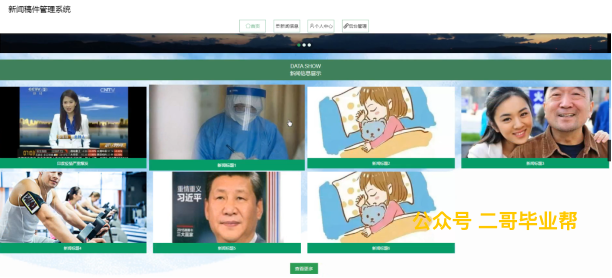 新闻稿件管理系统
首页
新闻信息
个人中心
后台管理
DATA SHOW
新闻信息展示
新闻标题1
新闻标题2
新闻标题3
重情重义
习近平
新闻标题4
新闻标题5
新闻标题6
公众号 二哥毕业帮
查看更多